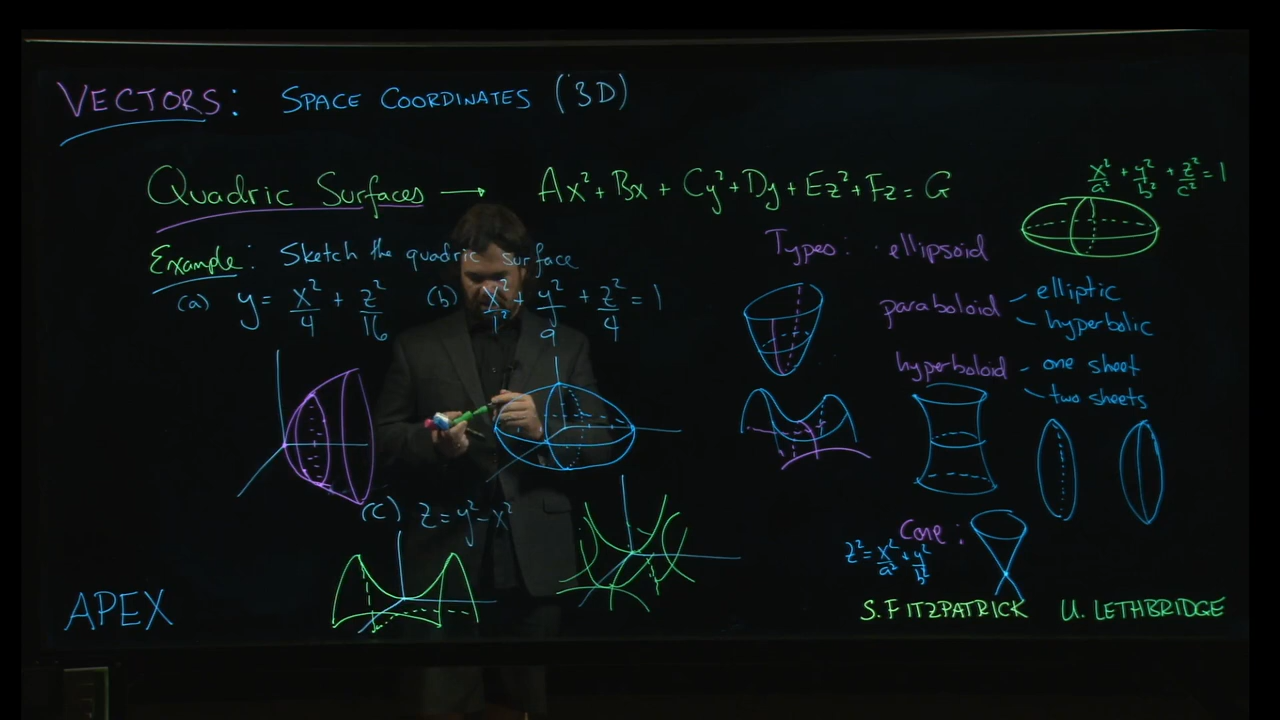 VECTORS: SPACE COORDINATES (3D)
Quadric Surfaces → Ax² + Bx + Cy² + Dy + Ez² + Fz = G
x²/a² + y²/b² + z²/c² = 1
Example: Sketch the quadric surface
(a) y = x²/4 + z²/16 (b) x²/1² + y²/9 + z²/4 = 1
(c) z = y² - x²
Types: · ellipsoid
paraboloid - elliptic
- hyperbolic
hyperboloid - one sheet
- two sheets
Cone:
z² = x²/a² + y²/b²
APEX
S. FITZPATRICK U. LETHBRIDGE